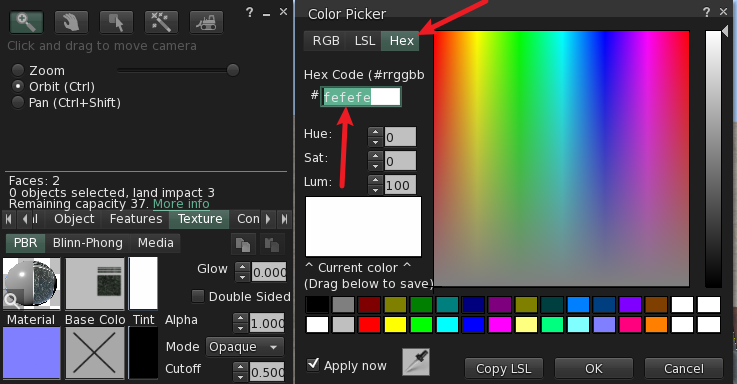 ? _ ×
Click and drag to move camera
Zoom
Orbit (Ctrl)
Pan (Ctrl+Shift)
Faces: 2
0 objects selected, land impact 3
Remaining capacity 37. More info
Object Features Texture Con
PBR Blinn-Phong Media
Glow 0.000
Double Sided
Material Base Colo Tint Alpha 1.000
Mode Opaque
Cutoff 0.500
Color Picker ? ×
RGB LSL Hex
Hex Code (#rrggbb
# fefefe
Hue: 0
Sat: 0
Lum: 100
^ Current color ^
(Drag below to save)
Apply now
Copy LSL OK Cancel